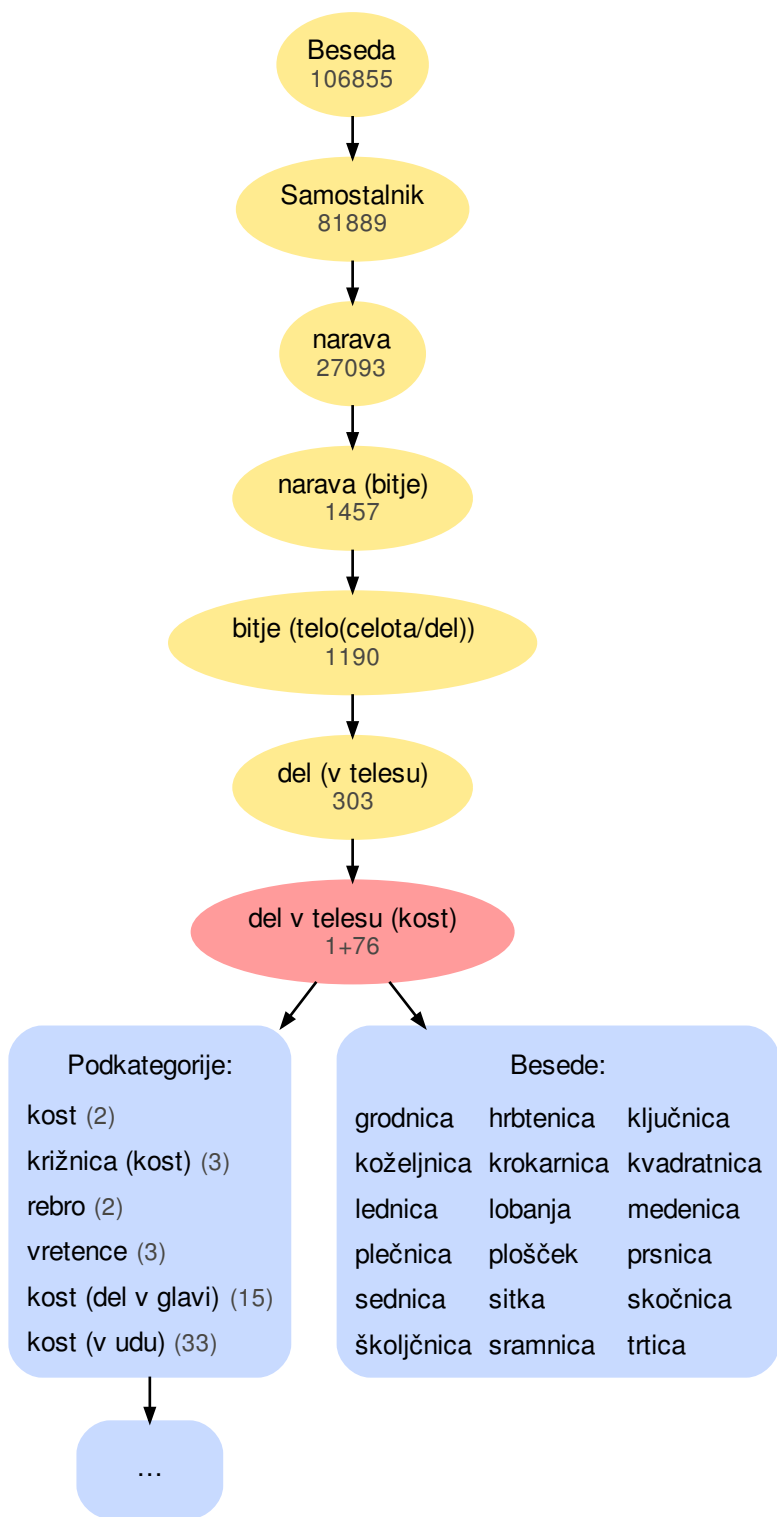 Beseda
106855
Samostalnik
81889
narava
27093
narava (bitje)
1457
bitje (telo(celota/del))
1190
del (v telesu)
303
del v telesu (kost)
1+76
Podkategorije:
kost (2)
križnica (kost) (3)
rebro (2)
vretence (3)
kost (del v glavi) (15)
kost (v udu) (33)
...
Besede:
grodnica hrbtenica ključnica
koželjnica krokarnica kvadratnica
lednica lobanja medenica
plečnica plošček prsnica
sednica sitka skočnica
školjčnica sramnica trtica